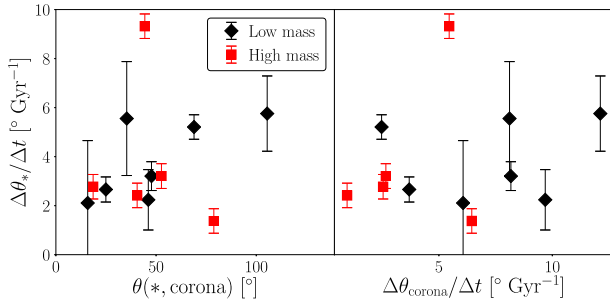 10
8
6
4
2
0
Δθ*/Δt [° Gyr⁻¹]
Low mass
High mass
0 50 100
5 10
θ(*, corona) [°]
Δθcorona/Δt [° Gyr⁻¹]